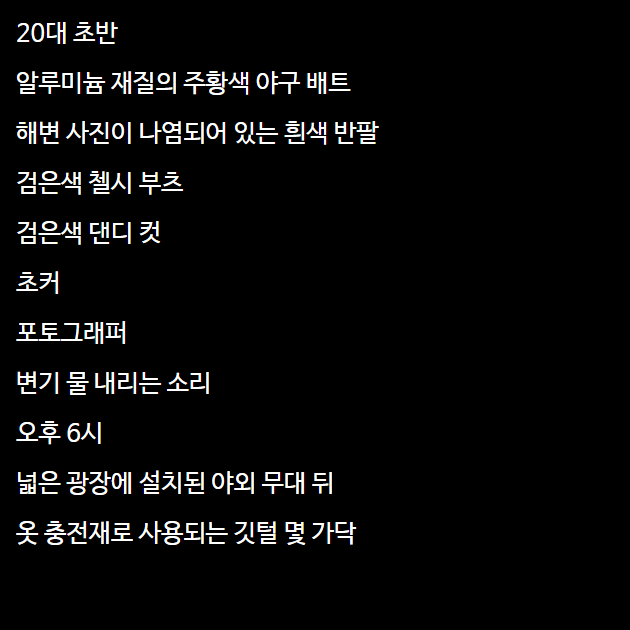 20대 초반
알루미늄 재질의 주황색 야구 배트
해변 사진이 나염되어 있는 흰색 반팔
검은색 첼시 부츠
검은색 댄디 컷
초커
포토그래퍼
변기 물 내리는 소리
오후 6시
넓은 광장에 설치된 야외 무대 뒤
옷 충전재로 사용되는 깃털 몇 가닥